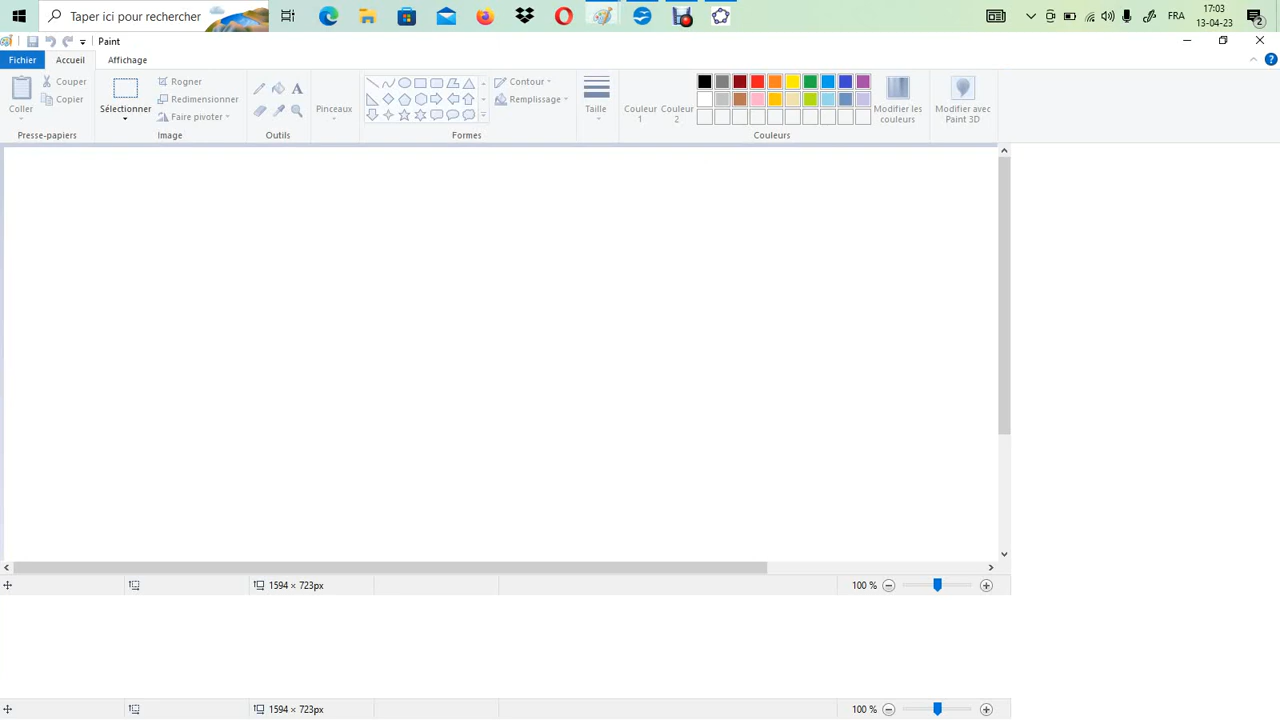 Taper ici pour rechercher
FRA
17:03
13-04-23
2
Paint
Fichier Accueil Affichage
Coller
Couper
Copier
Presse-papiers
Sélectionner
Rogner
Redimensionner
Faire pivoter
Image
Outils
Pinceaux
Contour
Remplissage
Formes
Taille
Couleur 1
Couleur 2
Modifier les couleurs
Couleurs
Modifier avec Paint 3D
1594 × 723px 100 %
1594 × 723px 100 %